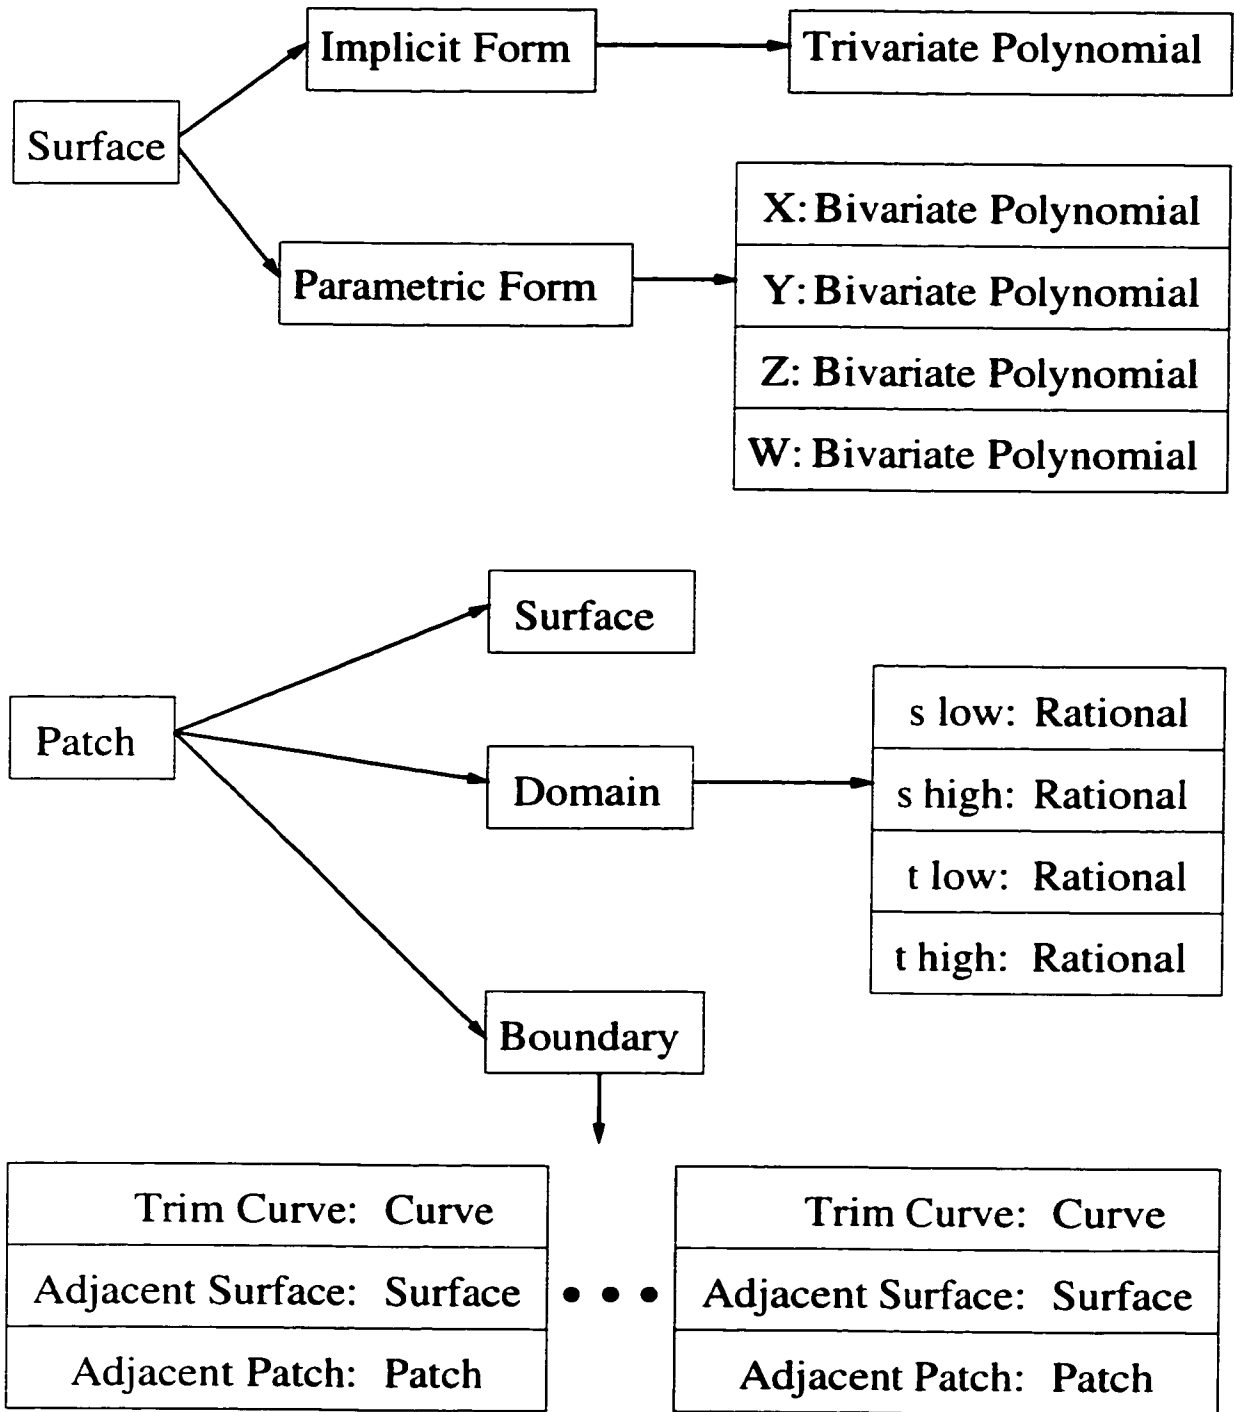 Implicit Form
Trivariate Polynomial
Surface
X: Bivariate Polynomial
Parametric Form
Y: Bivariate Polynomial
Z: Bivariate Polynomial
W: Bivariate Polynomial
Surface
Patch
s low: Rational
Domain
s high: Rational
t low: Rational
t high: Rational
Boundary
Trim Curve: Curve
Adjacent Surface: Surface
Adjacent Patch: Patch
• • •
Trim Curve: Curve
Adjacent Surface: Surface
Adjacent Patch: Patch